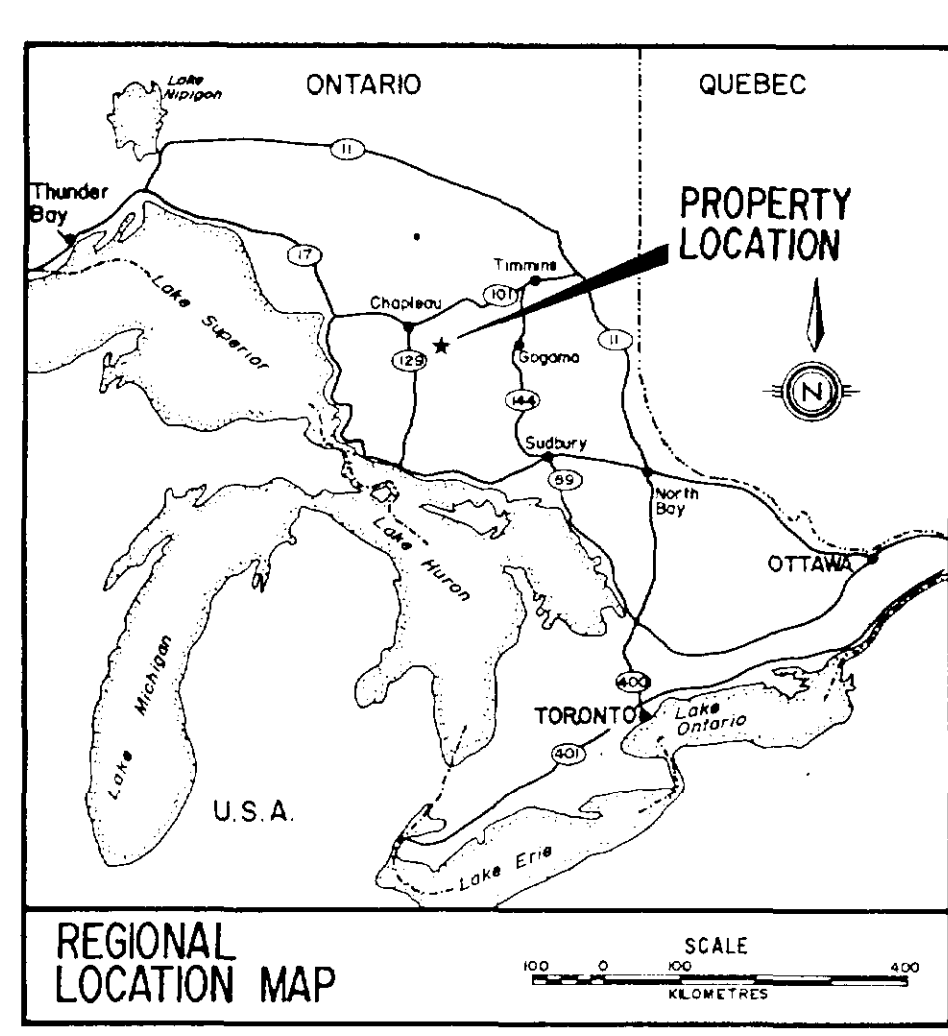 Lake
Nipigon
ONTARIO
QUEBEC
11
Thunder
Bay
PROPERTY
LOCATION
17
Timmins
101
Chapleau
Lake Superior
129
Gogama
11
144
N
Sudbury
69
North
Bay
Lake Huron
OTTAWA
Lake Michigan
400
TORONTO
Lake
Ontario
401
U.S.A.
Lake Erie
REGIONAL
LOCATION MAP
SCALE
100 0 100 400
KILOMETRES